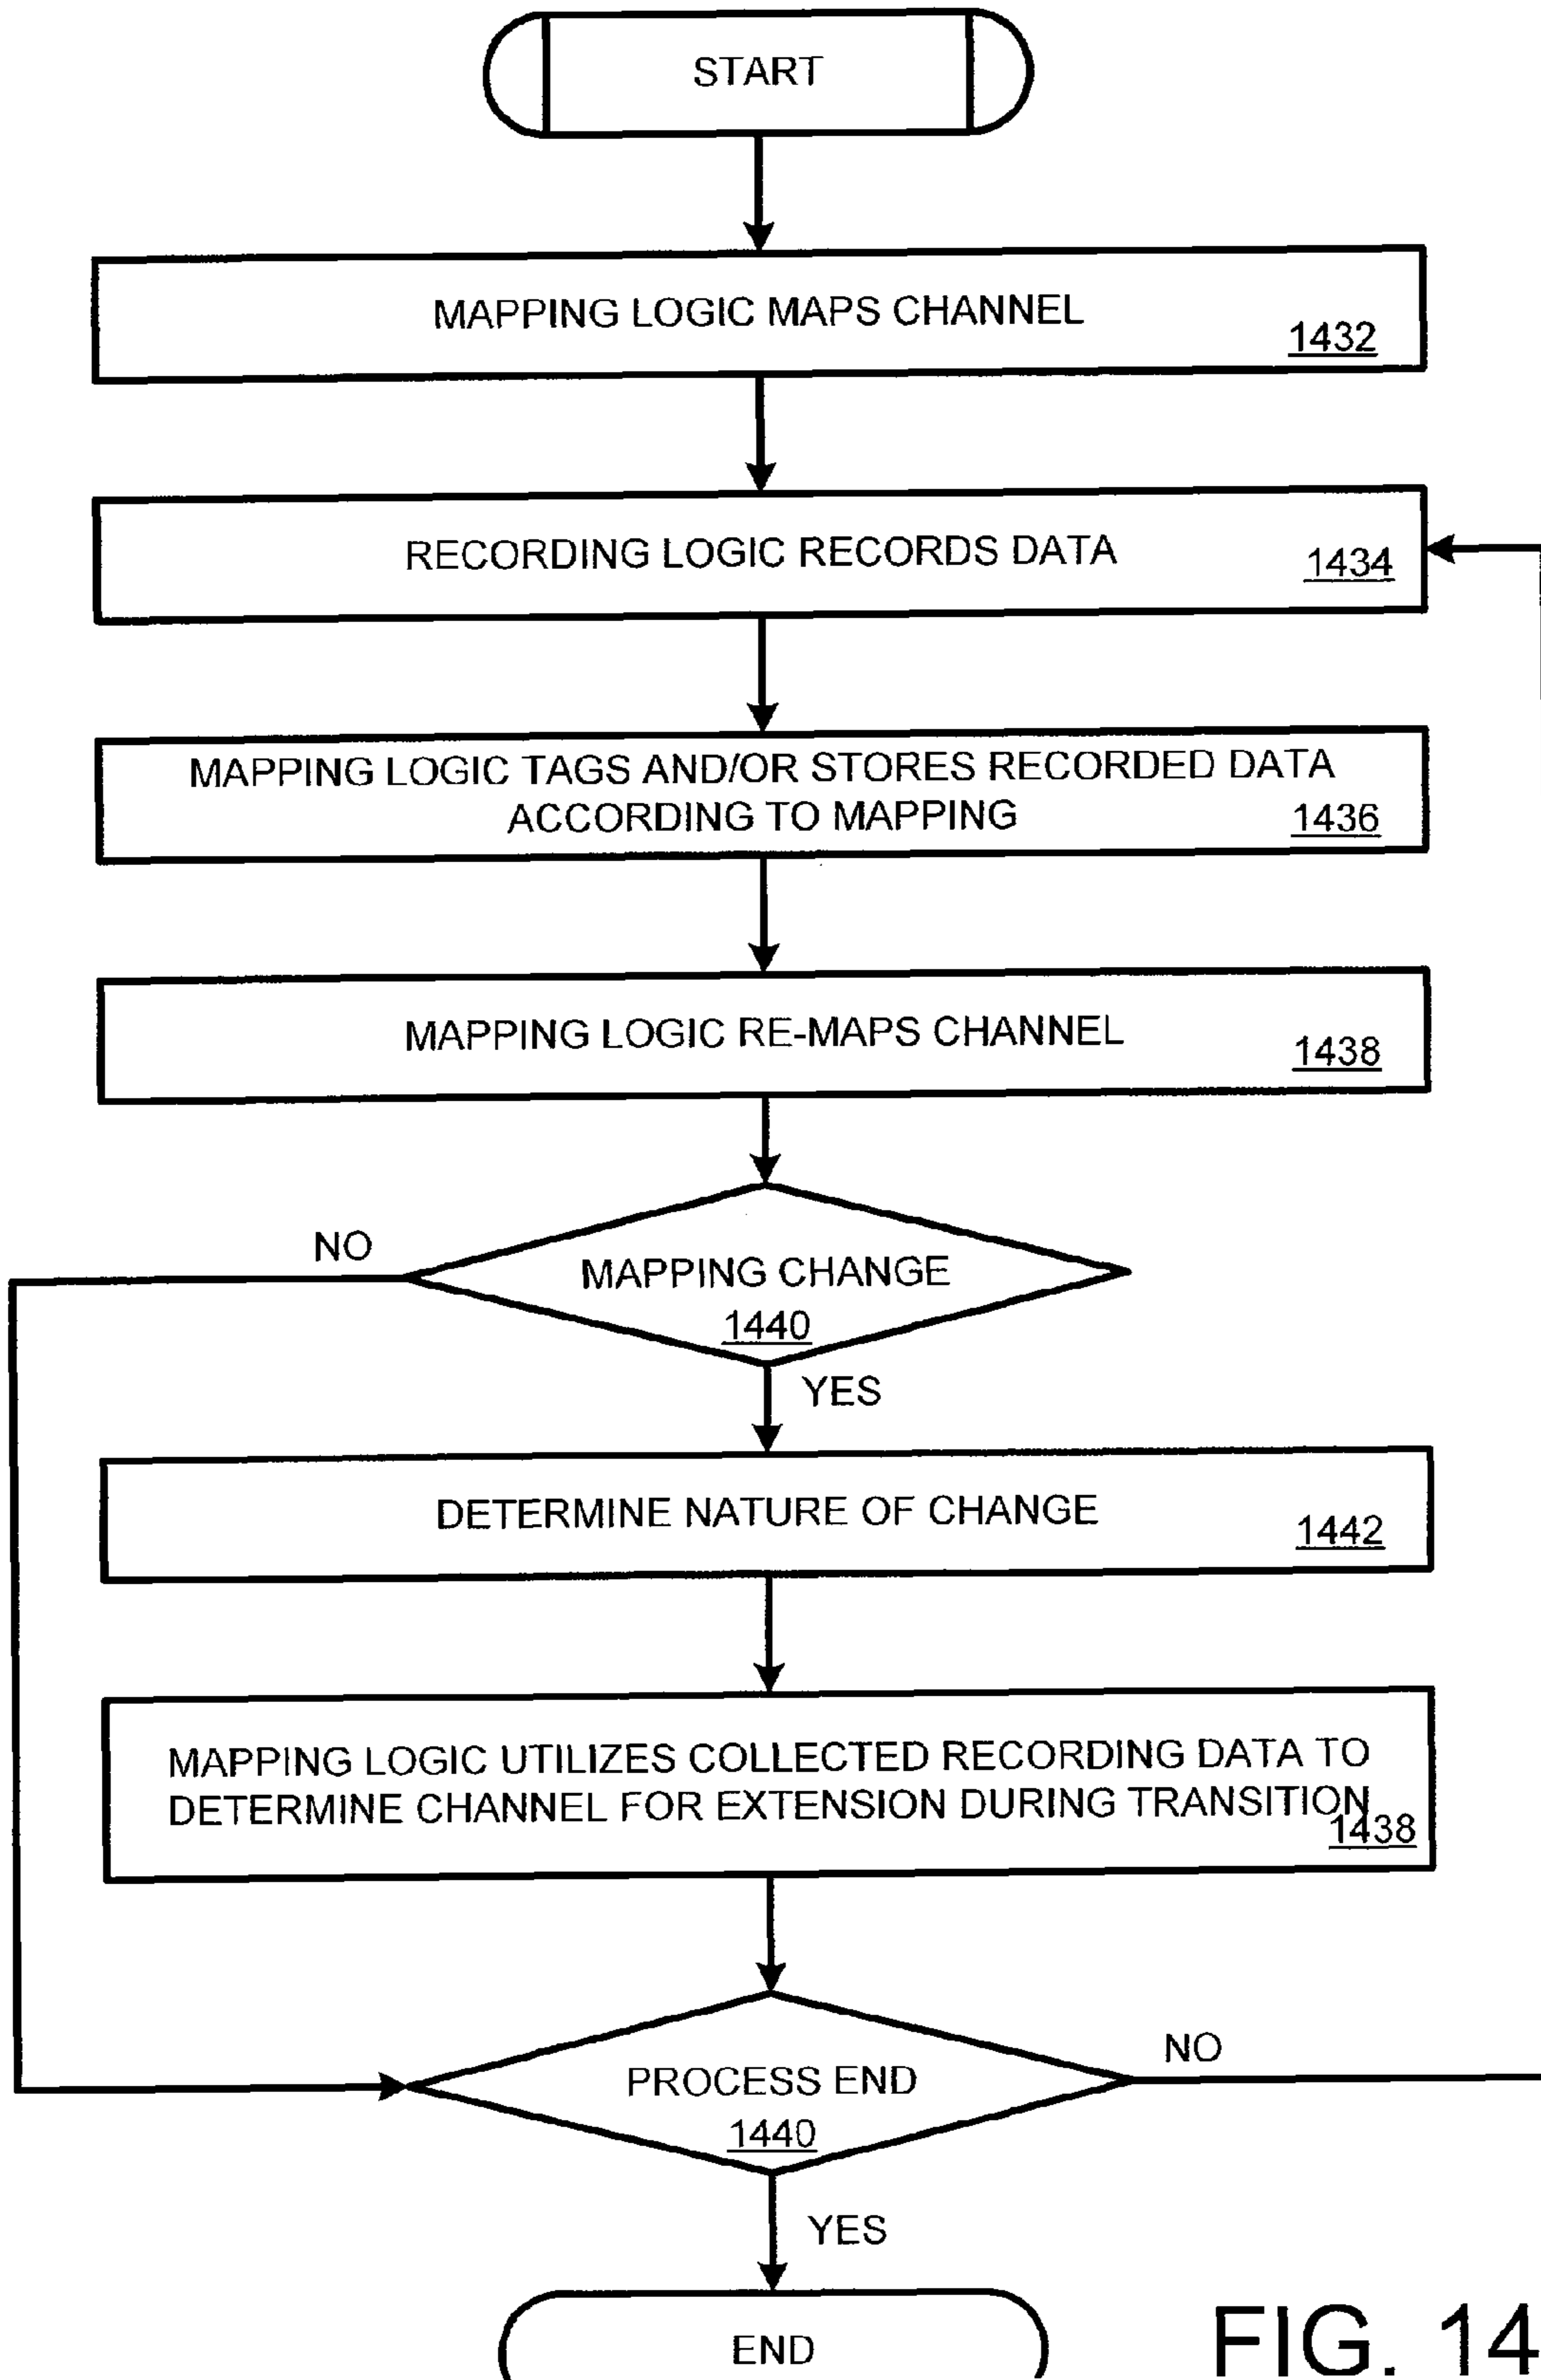 START
MAPPING LOGIC MAPS CHANNEL
1432
RECORDING LOGIC RECORDS DATA
1434
MAPPING LOGIC TAGS AND/OR STORES RECORDED DATA
ACCORDING TO MAPPING
1436
MAPPING LOGIC RE-MAPS CHANNEL
1438
NO
MAPPING CHANGE
1440
YES
DETERMINE NATURE OF CHANGE
1442
MAPPING LOGIC UTILIZES COLLECTED RECORDING DATA TO
DETERMINE CHANNEL FOR EXTENSION DURING TRANSITION
1438
NO
PROCESS END
1440
YES
END
FIG. 14